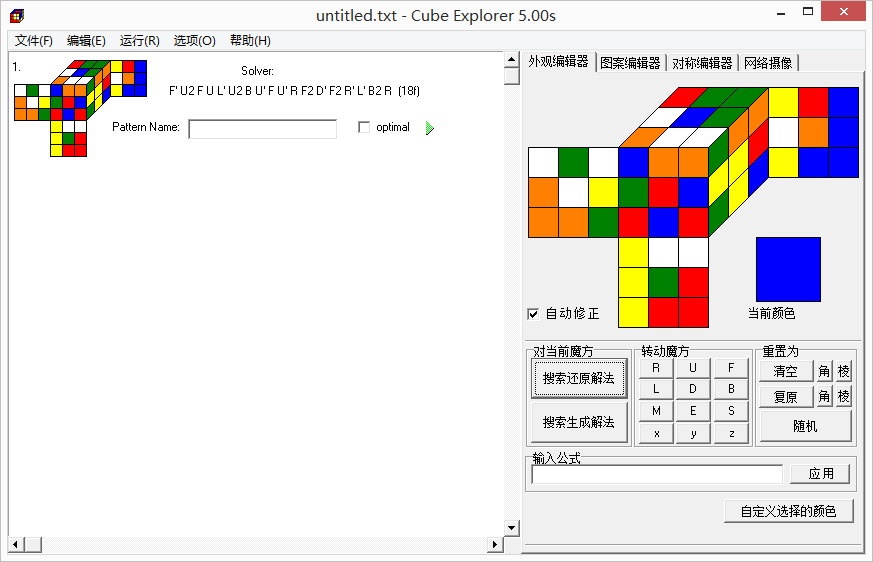 untitled.txt - Cube Explorer 5.00s
文件(F) 编辑(E) 运行(R) 选项(O) 帮助(H)
1.
Solver:
F' U2 F U L' U2 B U' F U' R F2 D' F2 R' L' B2 R (18f)
Pattern Name:
optimal
外观编辑器 图案编辑器 对称编辑器 网络摄像
自动修正
当前颜色
对当前魔方
搜索还原解法
搜索生成解法
转动魔方
R U F
L D B
M E S
x y z
重置为
清空 角 棱
复原 角 棱
随机
输入公式
应用
自定义选择的颜色